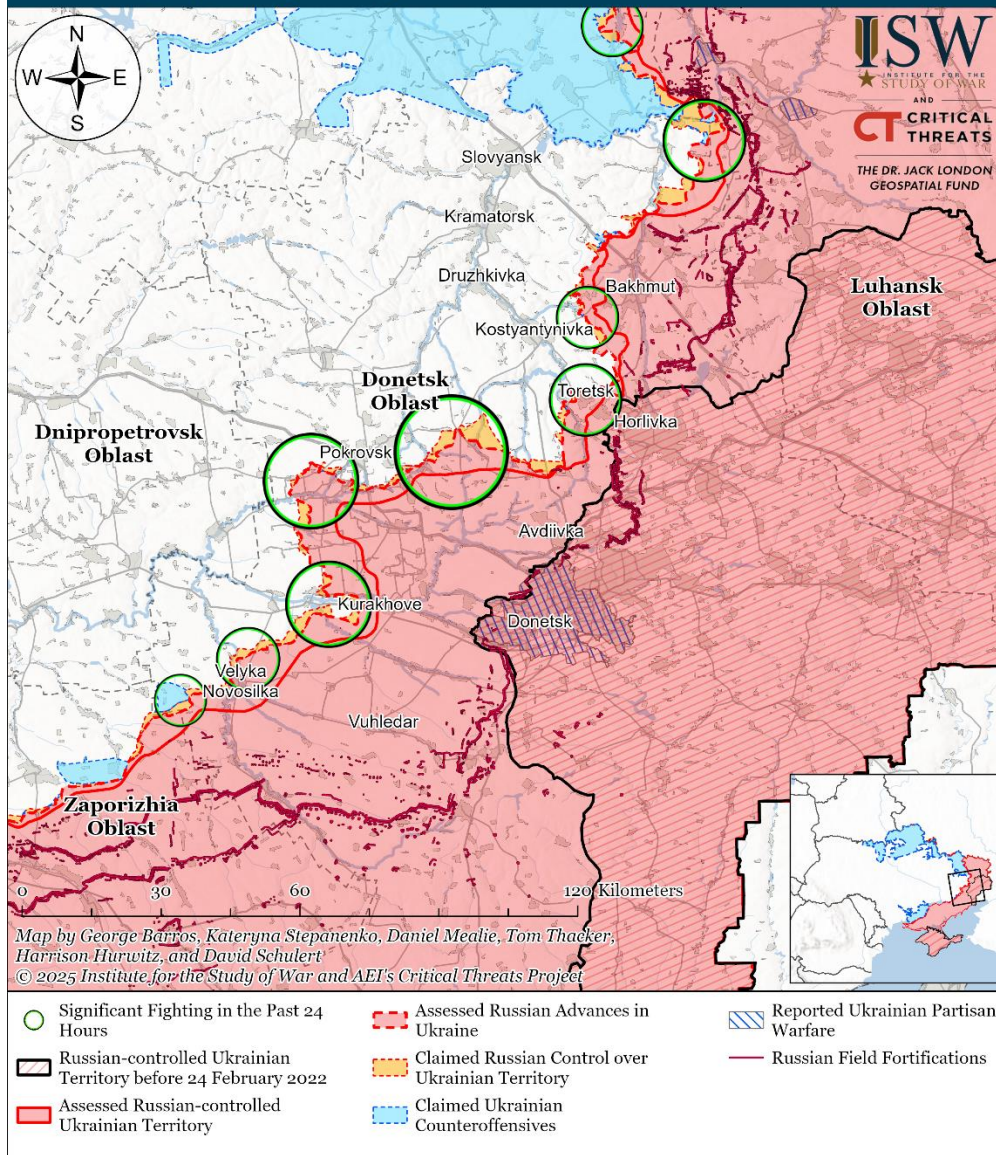 N
W
E
S
ISW
INSTITUTE FOR THE
STUDY OF WAR
AND
CT CRITICAL
THREATS
THE DR. JACK LONDON
GEOSPATIAL FUND
Slovyansk
Kramatorsk
Druzhkivka
Bakhmut
Luhansk
Oblast
Kostyantynivka
Donetsk
Oblast
Toretsk
Horlivka
Dnipropetrovsk
Oblast
Pokrovsk
Avdiivka
Kurakhove
Donetsk
Velyka
Novosilka
Vuhledar
Zaporizhia
Oblast
0 30 60 120 Kilometers
Map by George Barros, Kateryna Stepanenko, Daniel Mealie, Tom Thacker,
Harrison Hurwitz, and David Schulert
© 2025 Institute for the Study of War and AEI's Critical Threats Project
Significant Fighting in the Past 24
Hours
Russian-controlled Ukrainian
Territory before 24 February 2022
Assessed Russian-controlled
Ukrainian Territory
Assessed Russian Advances in
Ukraine
Claimed Russian Control over
Ukrainian Territory
Claimed Ukrainian
Counteroffensives
Reported Ukrainian Partisan
Warfare
Russian Field Fortifications